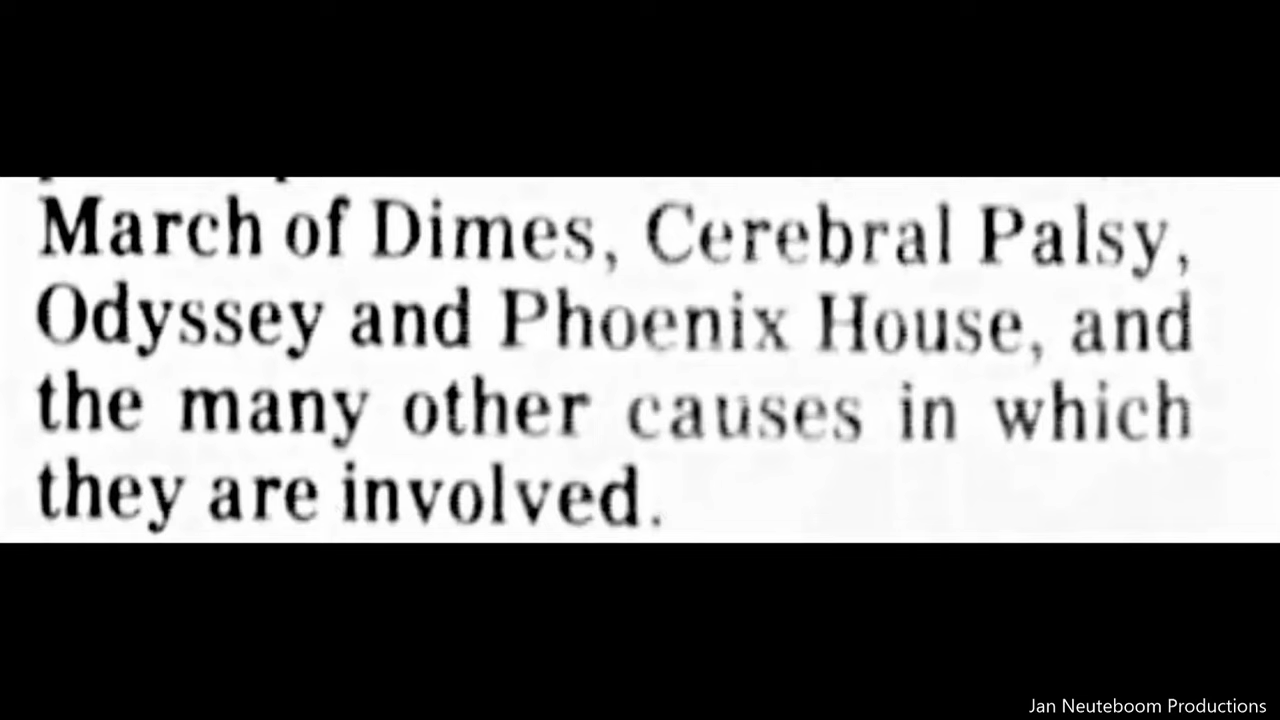 March of Dimes, Cerebral Palsy,
Odyssey and Phoenix House, and
the many other causes in which
they are involved.
Jan Neuteboom Productions